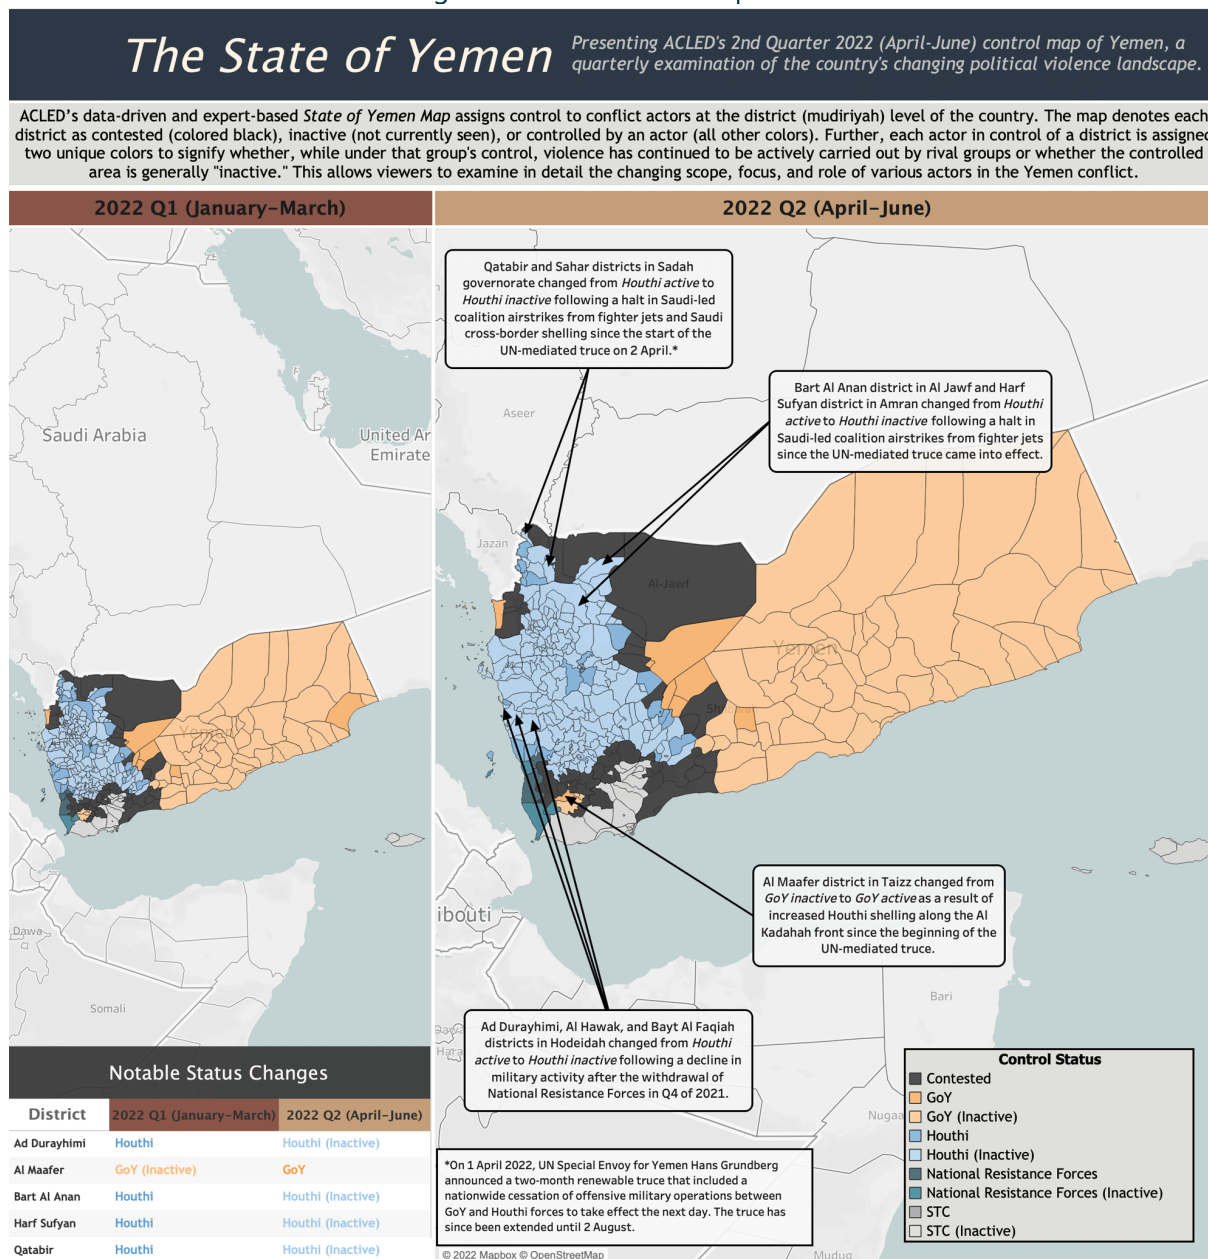 The State of Yemen
Presenting ACLED's 2nd Quarter 2022 (April-June) control map of Yemen, a
quarterly examination of the country's changing political violence landscape.
ACLED's data-driven and expert-based State of Yemen Map assigns control to conflict actors at the district (mudiriyah) level of the country. The map denotes each
district as contested (colored black), inactive (not currently seen), or controlled by an actor (all other colors). Further, each actor in control of a district is assigned
two unique colors to signify whether, while under that group's control, violence has continued to be actively carried out by rival groups or whether the controlled
area is generally "inactive." This allows viewers to examine in detail the changing scope, focus, and role of various actors in the Yemen conflict.
2022 Q1 (January-March)
2022 Q2 (April-June)
Saudi Arabia
United Ar
Emirate
Yemen
Dawa
Somali
Qatabir and Sahar districts in Sadah
governorate changed from Houthi active to
Houthi inactive following a halt in Saudi-led
coalition airstrikes from fighter jets and Saudi
cross-border shelling since the start of the
UN-mediated truce on 2 April.*
Bart Al Anan district in Al Jawf and Harf
Sufyan district in Amran changed from Houthi
active to Houthi inactive following a halt in
Saudi-led coalition airstrikes from fighter jets
since the UN-mediated truce came into effect.
Aseer
Jazan
Al-Jawf
Yemen
ibouti
Al Maafer district in Taizz changed from
GoY inactive to GoY active as a result of
increased Houthi shelling along the Al
Kadahah front since the beginning of the
UN-mediated truce.
Bari
Dawa
Hara
Ad Durayhimi, Al Hawak, and Bayt Al Faqiah
districts in Hodeidah changed from Houthi
active to Houthi inactive following a decline in
military activity after the withdrawal of
National Resistance Forces in Q4 of 2021.
Nugaa
Mudug
Control Status
Contested
GoY
GoY (Inactive)
Houthi
Houthi (Inactive)
National Resistance Forces
National Resistance Forces (Inactive)
STC
STC (Inactive)
Notable Status Changes
District 2022 Q1 (January-March) 2022 Q2 (April-June)
Ad Durayhimi Houthi Houthi (Inactive)
Al Maafer GoY (Inactive) GoY
Bart Al Anan Houthi Houthi (Inactive)
Harf Sufyan Houthi Houthi (Inactive)
Qatabir Houthi Houthi (Inactive)
*On 1 April 2022, UN Special Envoy for Yemen Hans Grundberg
announced a two-month renewable truce that included a
nationwide cessation of offensive military operations between
GoY and Houthi forces to take effect the next day. The truce has
since been extended until 2 August.
© 2022 Mapbox © OpenStreetMap